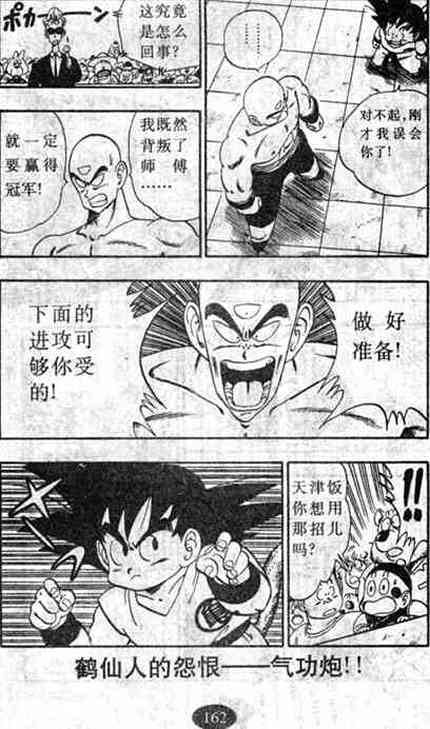 对不起,刚
才我误会
你了!
………
这究竟
是怎么
回事?
ポカーン
我既然
背叛了
师傅
……
就一定
要赢得
冠军!
做好
准备!
下面的
进攻可
够你受
的!
!!
天津饭
你想用
那招儿
吗?
鹤仙人的怨恨——气功炮!!
162